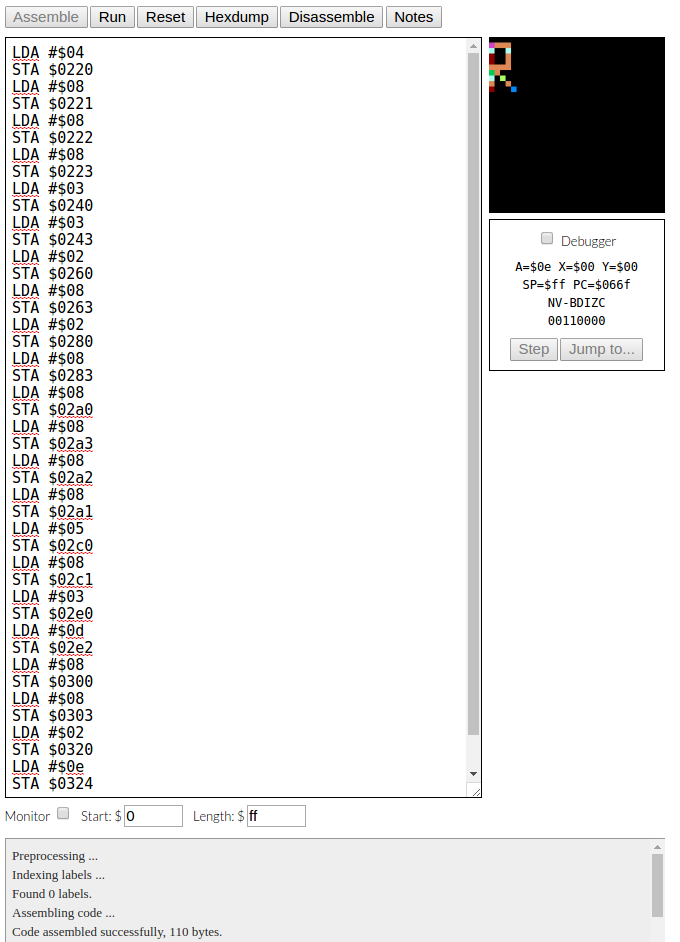 Assemble Run Reset Hexdump Disassemble Notes
LDA #$04
STA $0220
LDA #$08
STA $0221
LDA #$08
STA $0222
LDA #$08
STA $0223
LDA #$03
STA $0240
LDA #$03
STA $0243
LDA #$02
STA $0260
LDA #$08
STA $0263
LDA #$02
STA $0280
LDA #$08
STA $0283
LDA #$08
STA $02a0
LDA #$08
STA $02a3
LDA #$08
STA $02a2
LDA #$08
STA $02a1
LDA #$05
STA $02c0
LDA #$08
STA $02c1
LDA #$03
STA $02e0
LDA #$0d
STA $02e2
LDA #$08
STA $0300
LDA #$08
STA $0303
LDA #$02
STA $0320
LDA #$0e
STA $0324
R
Debugger
A=$0e X=$00 Y=$00
SP=$ff PC=$066f
NV-BDIZC
00110000
Step Jump to...
Monitor Start: $ 0 Length: $ ff
Preprocessing ...
Indexing labels ...
Found 0 labels.
Assembling code ...
Code assembled successfully, 110 bytes.